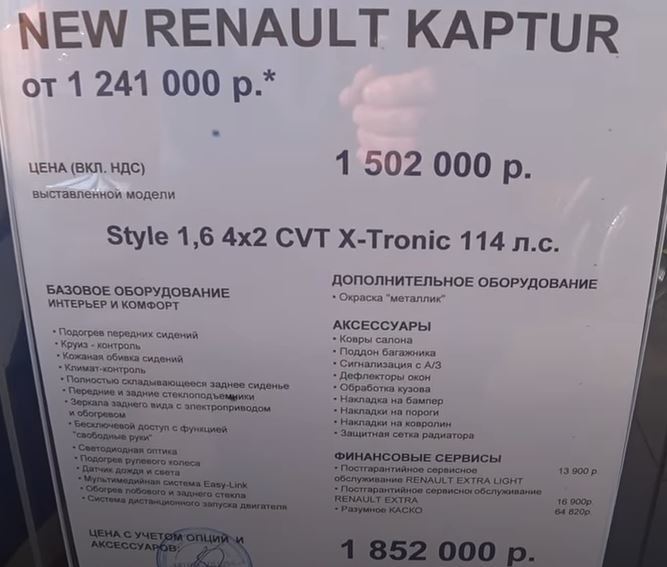 NEW RENAULT KAPTUR
от 1 241 000 р.*
ЦЕНА (ВКЛ. НДС)
выставленной модели
1 502 000 р.
Style 1,6 4x2 CVT X-Tronic 114 л.с.
БАЗОВОЕ ОБОРУДОВАНИЕ
ИНТЕРЬЕР И КОМФОРТ
• Подогрев передних сидений
• Круиз - контроль
• Кожаная обивка сидений
• Климат-контроль
• Полностью складывающееся заднее сиденье
• Передние и задние стеклоподъемники
• Зеркала заднего вида с электроприводом
и обогревом
• Бесключевой доступ с функцией
"свободные руки"
• Светодиодная оптика
• Подогрев рулевого колеса
• Датчик дождя и света
• Мультимедийная система Easy-Link
• Обогрев лобового и заднего стекла
• Система дистанционного запуска двигателя
ДОПОЛНИТЕЛЬНОЕ ОБОРУДОВАНИЕ
• Окраска "металлик"
АКСЕССУАРЫ
• Ковры салона
• Поддон багажника
• Сигнализация с А/З
• Дефлекторы окон
• Обработка кузова
• Накладка на бампер
• Накладки на пороги
• Накладки на ковролин
• Защитная сетка радиатора
ФИНАНСОВЫЕ СЕРВИСЫ
• Постгарантийное сервисное 13 900 р
обслуживание RENAULT EXTRA LIGHT
• Постгарантийное сервисное обслуживание
RENAULT EXTRA 16 900р.
• Разумное КАСКО 64 820р.
ЦЕНА С УЧЕТОМ ОПЦИЙ И
АКСЕССУАРОВ:
1 852 000 р.